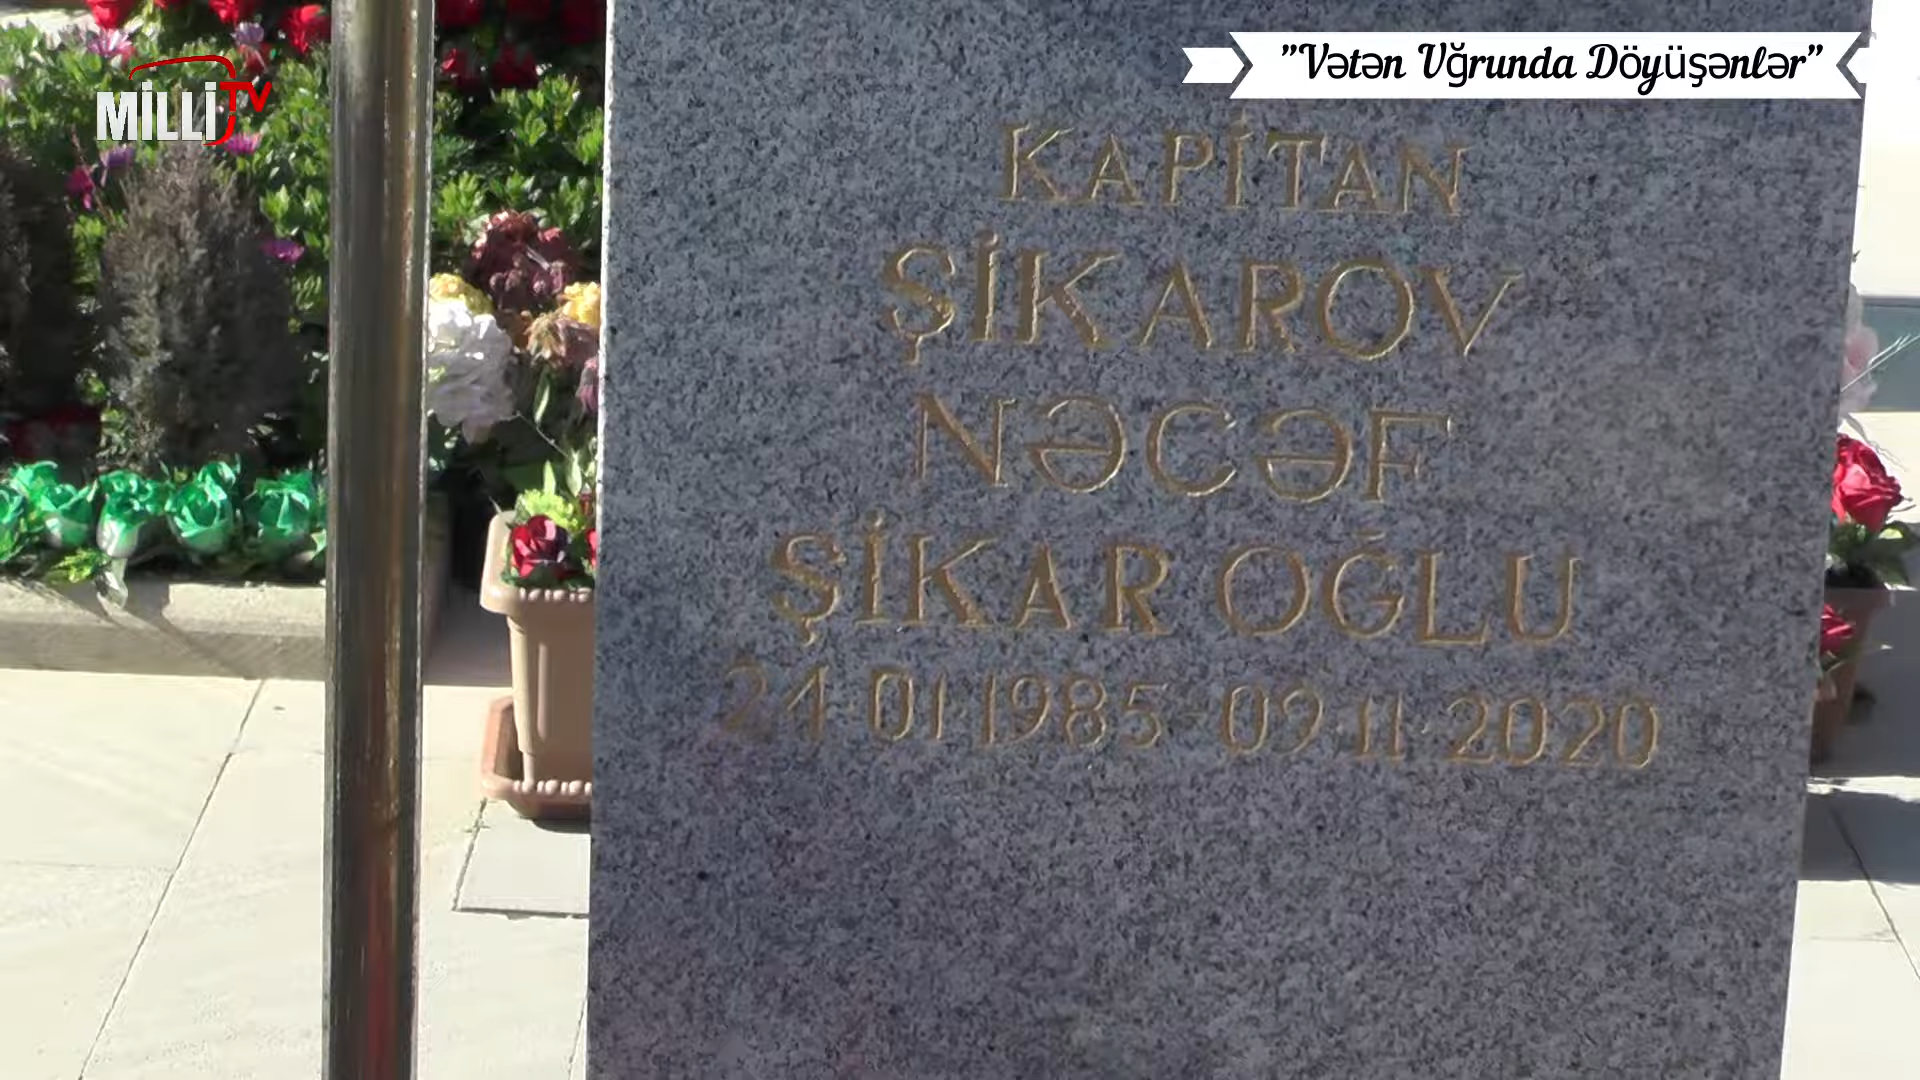 MİLLİ TV
"Vətən Uğrunda Döyüşənlər"
KAPİTAN
ŞİKAROV
NƏCƏF
ŞİKAR OĞLU
24·01·1985-09·11·2020